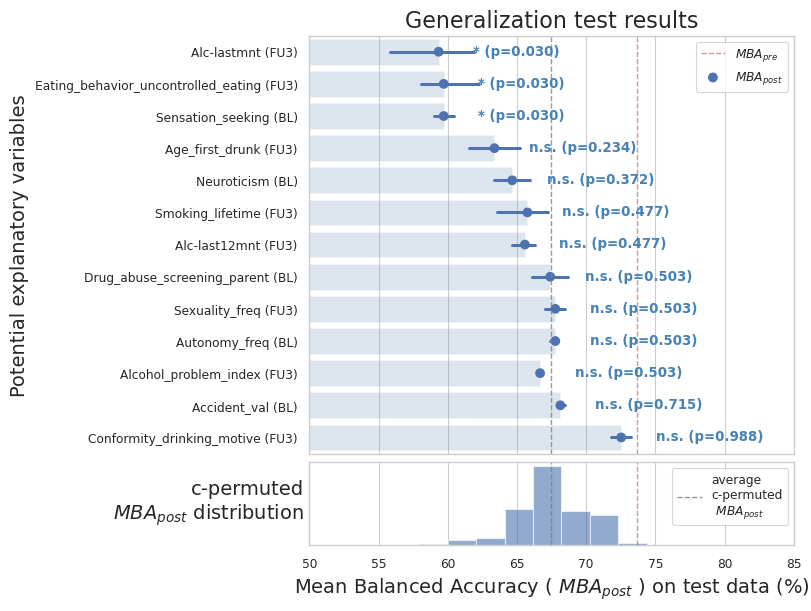 Generalization test results
Potential explanatory variables
Alc-lastmnt (FU3) * (p=0.030)
Eating_behavior_uncontrolled_eating (FU3) * (p=0.030)
Sensation_seeking (BL) * (p=0.030)
Age_first_drunk (FU3) n.s. (p=0.234)
Neuroticism (BL) n.s. (p=0.372)
Smoking_lifetime (FU3) n.s. (p=0.477)
Alc-last12mnt (FU3) n.s. (p=0.477)
Drug_abuse_screening_parent (BL) n.s. (p=0.503)
Sexuality_freq (FU3) n.s. (p=0.503)
Autonomy_freq (BL) n.s. (p=0.503)
Alcohol_problem_index (FU3) n.s. (p=0.503)
Accident_val (BL) n.s. (p=0.715)
Conformity_drinking_motive (FU3) n.s. (p=0.988)
MBA_pre
MBA_post
c-permuted
MBA_post distribution
average
c-permuted
MBA_post
50 55 60 65 70 75 80 85
Mean Balanced Accuracy ( MBA_post ) on test data (%)